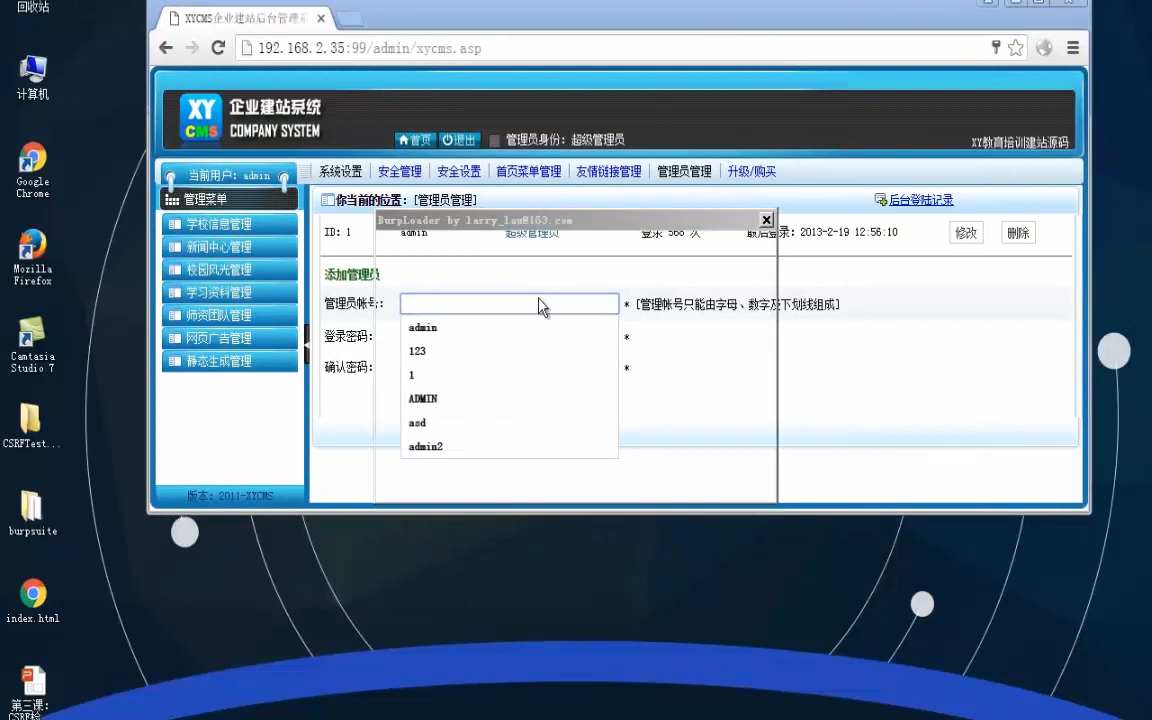 回收站
计算机
Google
Chrome
Mozilla
Firefox
Camtasia
Studio 7
CSRFTest...
burpsuite
index.html
第三课:
XYCMS企业建站后台管理
192.168.2.35:99/admin/xycms.asp
XY
CMS
企业建站系统
COMPANY SYSTEM
首页 退出 管理员身份: 超级管理员
XY教育培训建站源码
当前用户: admin
系统设置 安全管理 安全设置 首页菜单管理 友情链接管理 管理员管理 升级/购买
管理菜单
学校信息管理
新闻中心管理
校园风光管理
学习资料管理
师资团队管理
网页广告管理
静态生成管理
版本: 2011-XYCMS
你当前的位置: [管理员管理]
后台登陆记录
BurpLoader by larry_lau@163.com
ID: 1 admin 超级管理员 登录 568 次 最后登录: 2013-2-19 12:56:10 修改 删除
添加管理员
管理员帐号: * [管理帐号只能由字母、数字及下划线组成]
admin
登录密码: *
123
确认密码: *
1
ADMIN
asd
admin2